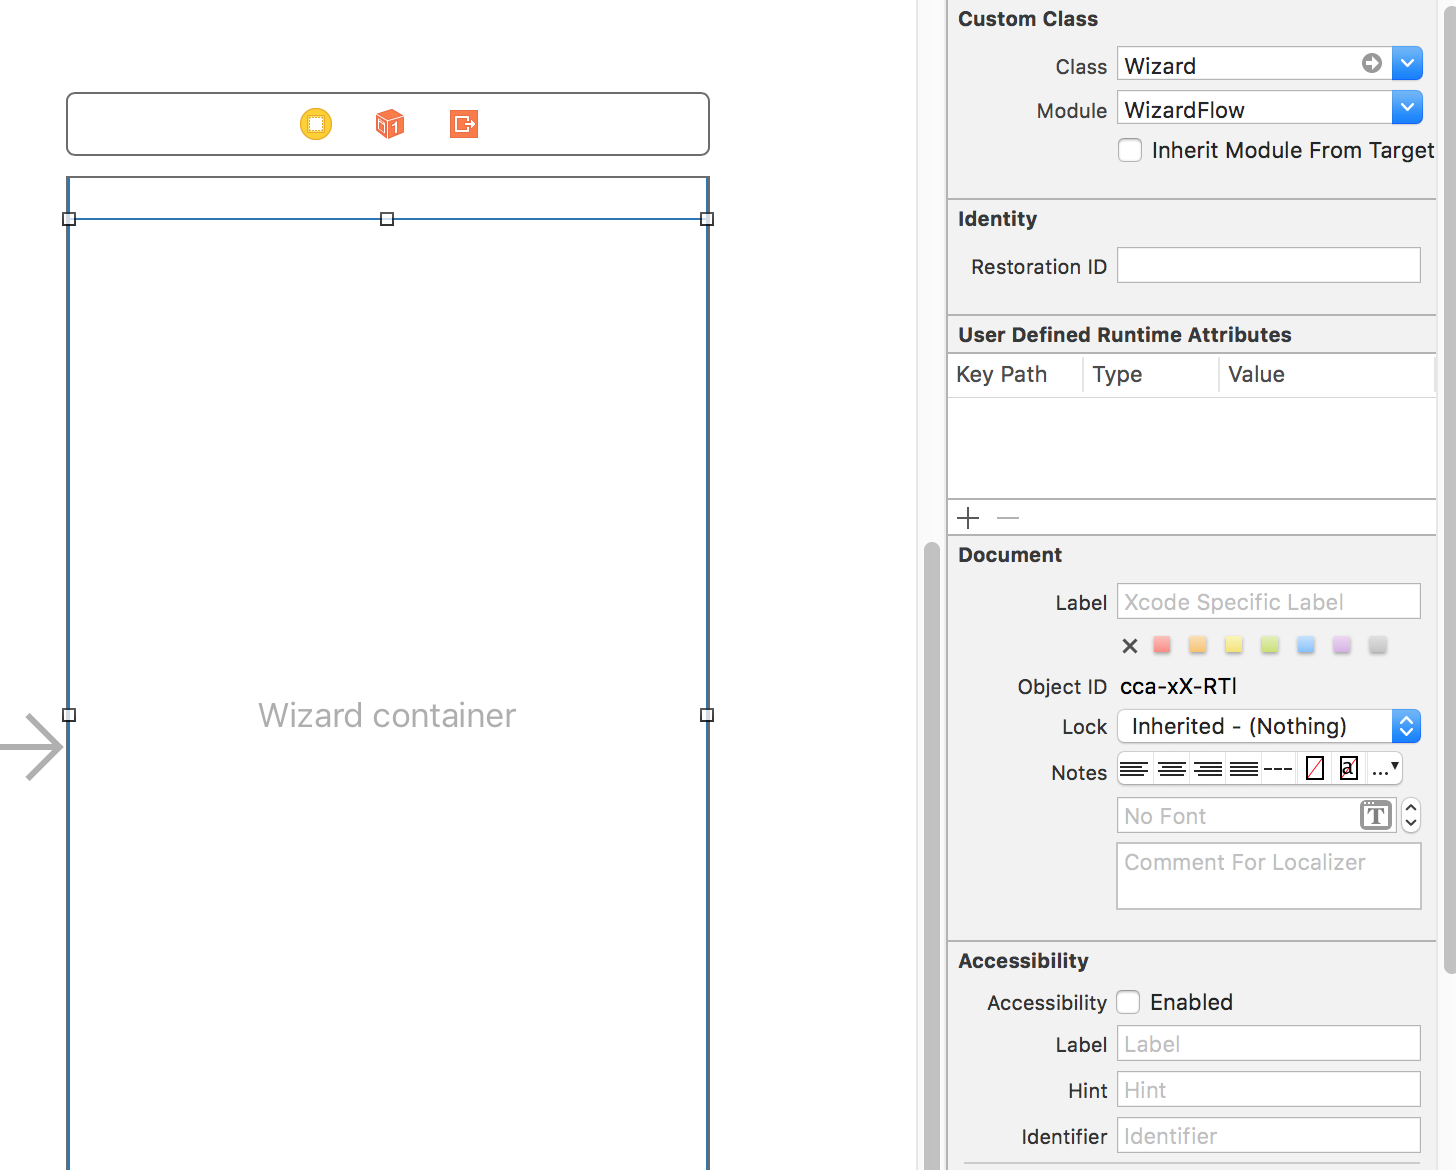 Custom Class
Class Wizard
Module WizardFlow
Inherit Module From Target
Identity
Restoration ID
User Defined Runtime Attributes
Key Path Type Value
Document
Label Xcode Specific Label
Object ID cca-xX-RTl
Lock Inherited - (Nothing)
Notes a ...
No Font T
Comment For Localizer
Accessibility
Accessibility Enabled
Label Label
Hint Hint
Identifier Identifier
1
Wizard container